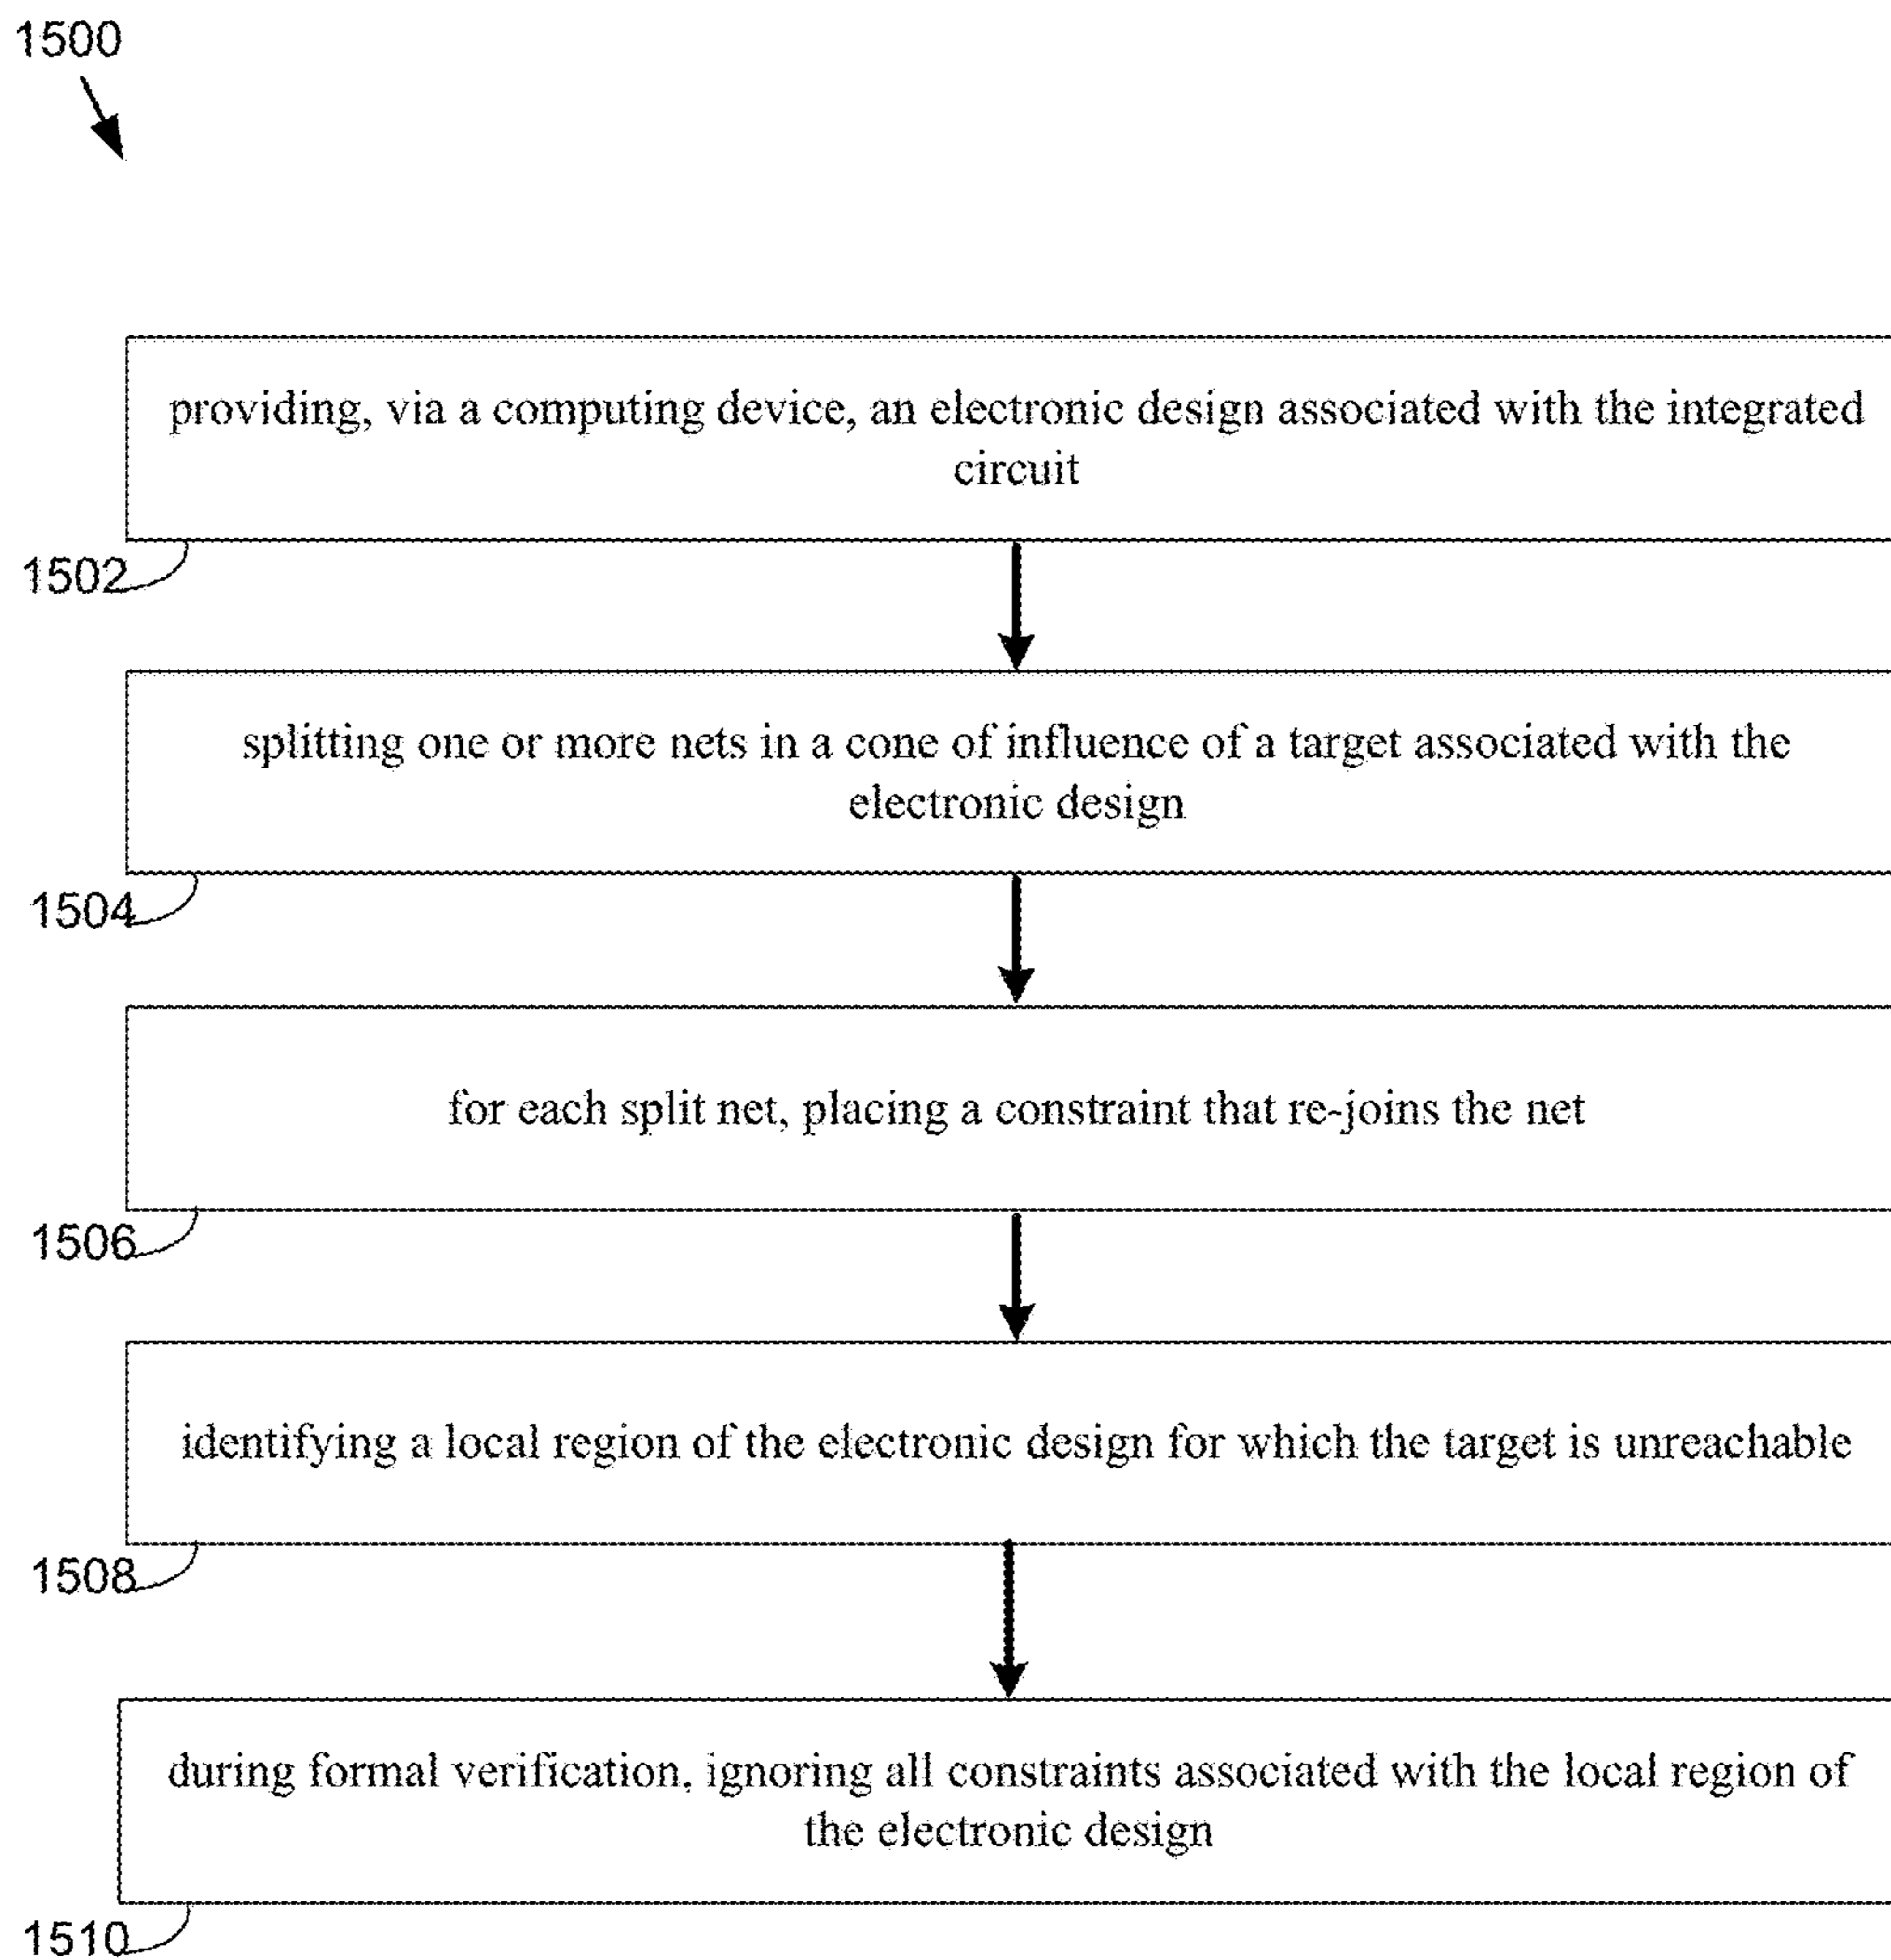 1500
providing, via a computing device, an electronic design associated with the integrated
circuit
1502
splitting one or more nets in a cone of influence of a target associated with the
electronic design
1504
for each split net, placing a constraint that re-joins the net
1506
identifying a local region of the electronic design for which the target is unreachable
1508
during formal verification, ignoring all constraints associated with the local region of
the electronic design
1510